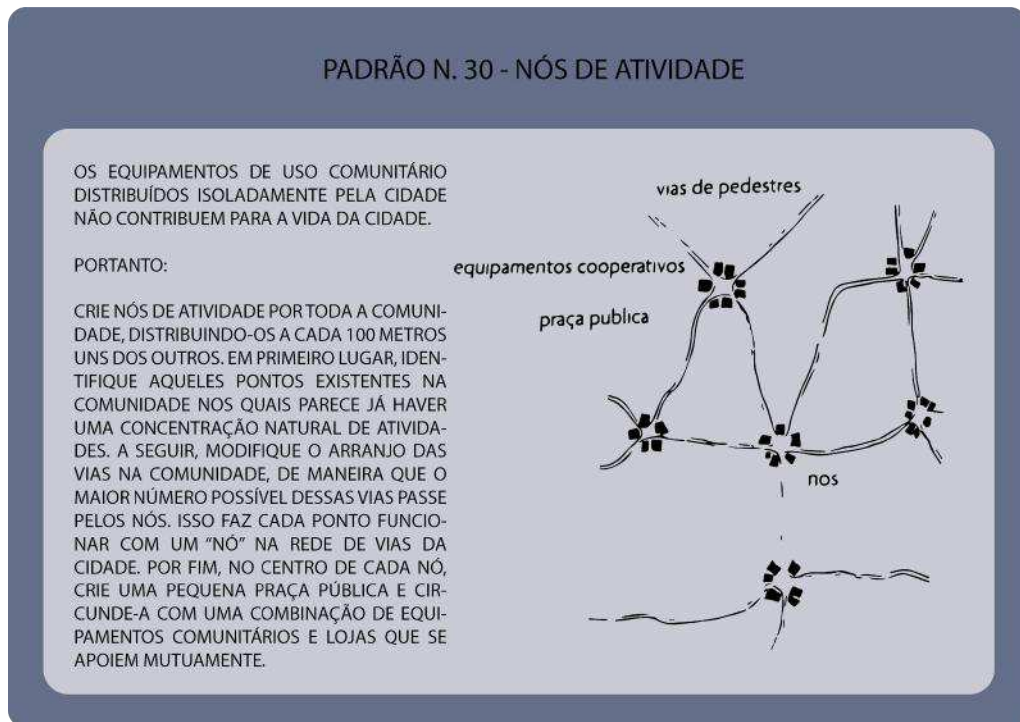 PADRÃO N. 30 - NÓS DE ATIVIDADE
OS EQUIPAMENTOS DE USO COMUNITÁRIO
DISTRIBUÍDOS ISOLADAMENTE PELA CIDADE
NÃO CONTRIBUEM PARA A VIDA DA CIDADE.
PORTANTO:
CRIE NÓS DE ATIVIDADE POR TODA A COMUNI-
DADE, DISTRIBUINDO-OS A CADA 100 METROS
UNS DOS OUTROS. EM PRIMEIRO LUGAR, IDEN-
TIFIQUE AQUELES PONTOS EXISTENTES NA
COMUNIDADE NOS QUAIS PARECE JÁ HAVER
UMA CONCENTRAÇÃO NATURAL DE ATIVIDA-
DES. A SEGUIR, MODIFIQUE O ARRANJO DAS
VIAS NA COMUNIDADE, DE MANEIRA QUE O
MAIOR NÚMERO POSSÍVEL DESSAS VIAS PASSE
PELOS NÓS. ISSO FAZ CADA PONTO FUNCIO-
NAR COM UM "NÓ" NA REDE DE VIAS DA
CIDADE. POR FIM, NO CENTRO DE CADA NÓ,
CRIE UMA PEQUENA PRAÇA PÚBLICA E CIR-
CUNDE-A COM UMA COMBINAÇÃO DE EQUI-
PAMENTOS COMUNITÁRIOS E LOJAS QUE SE
APOIEM MUTUAMENTE.
vias de pedestres
equipamentos cooperativos
praça publica
nos